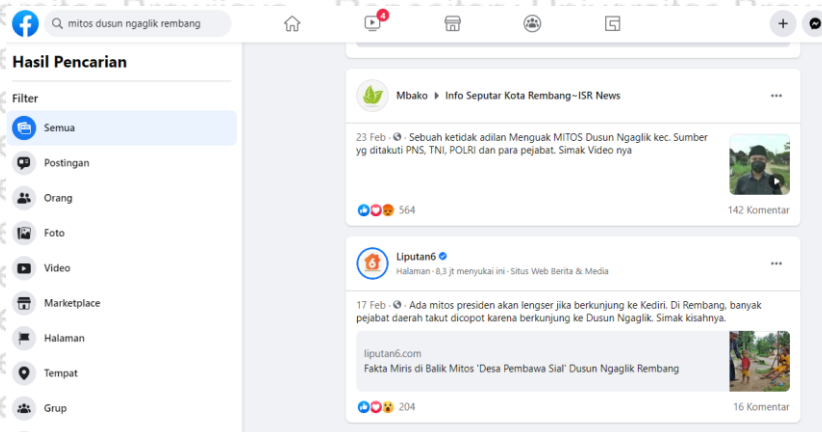 mitos dusun ngaglik rembang
4
Hasil Pencarian
Filter
Semua
Postingan
Orang
Foto
Video
Marketplace
Halaman
Tempat
Grup
Mbako ▸ Info Seputar Kota Rembang~ISR News
23 Feb · Sebuah ketidak adilan Menguak MITOS Dusun Ngaglik kec. Sumber
yg ditakuti PNS, TNI, POLRI dan para pejabat. Simak Video nya
564
142 Komentar
Liputan6
Halaman · 8,3 jt menyukai ini · Situs Web Berita & Media
17 Feb · Ada mitos presiden akan lengser jika berkunjung ke Kediri. Di Rembang, banyak
pejabat daerah takut dicopot karena berkunjung ke Dusun Ngaglik. Simak kisahnya.
liputan6.com
Fakta Miris di Balik Mitos 'Desa Pembawa Sial' Dusun Ngaglik Rembang
204
16 Komentar